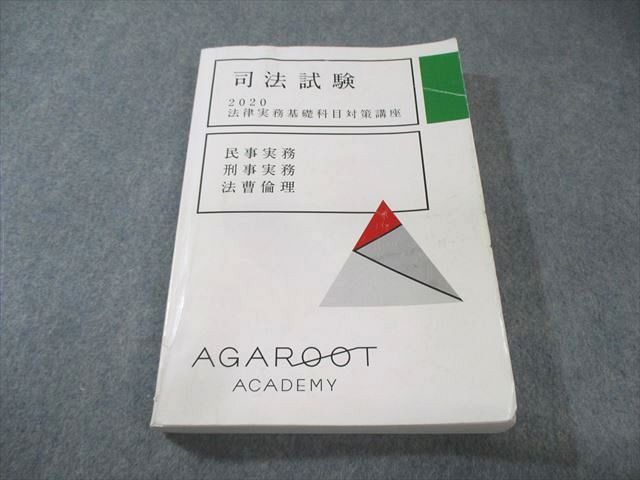 司法試験
2020
法律実務基礎科目対策講座
民事実務
刑事実務
法曹倫理
AGAROOT
ACADEMY